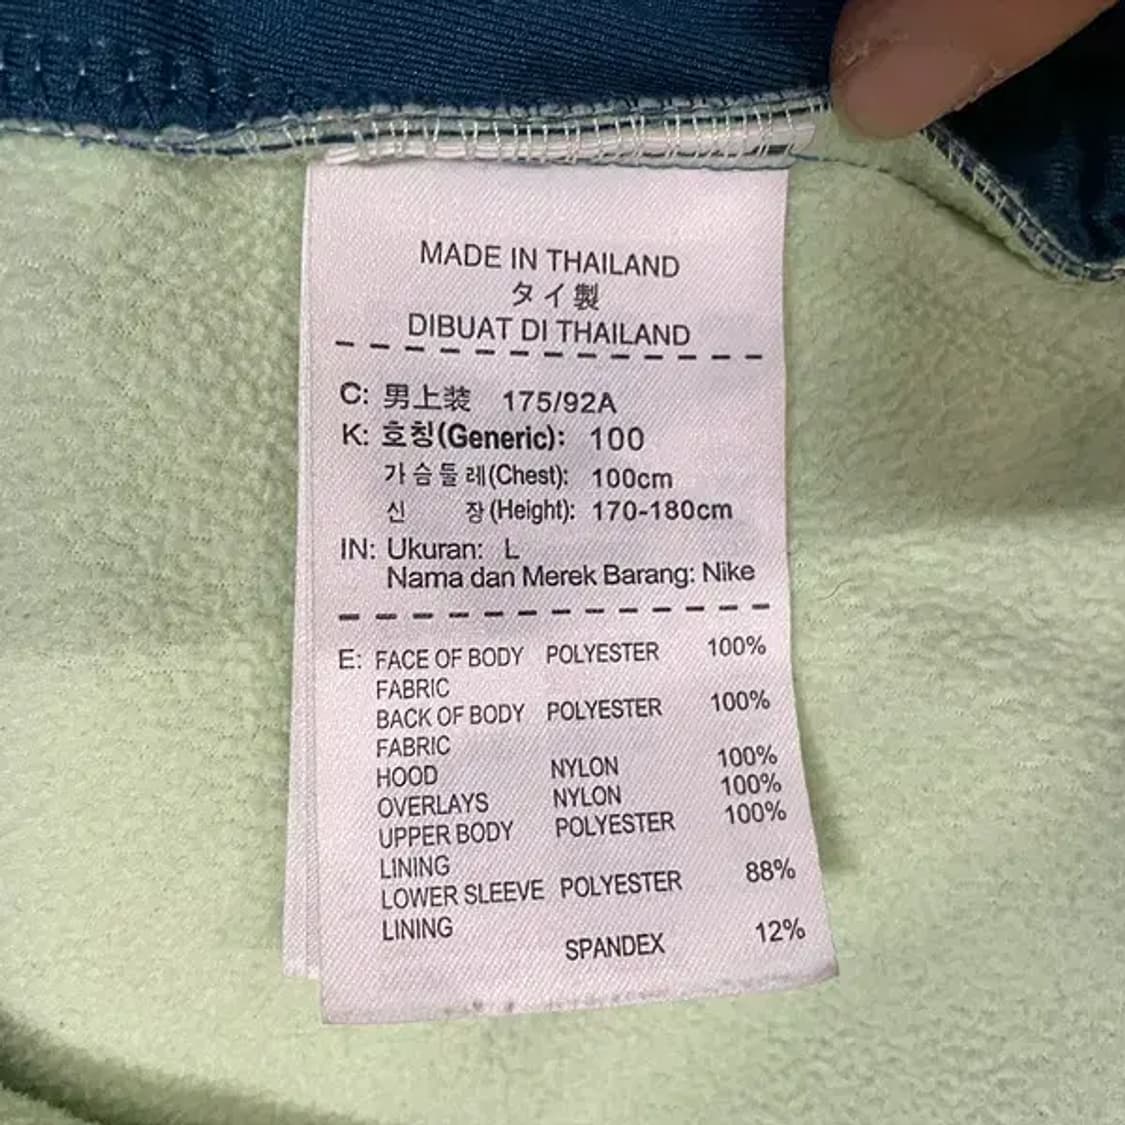 MADE IN THAILAND
タイ製
DIBUAT DI THAILAND
C: 男上装 175/92A
K: 호칭(Generic): 100
가슴둘레(Chest): 100cm
신 장(Height): 170-180cm
IN: Ukuran: L
Nama dan Merek Barang: Nike
E: FACE OF BODY POLYESTER 100%
FABRIC
BACK OF BODY POLYESTER 100%
FABRIC
HOOD NYLON 100%
OVERLAYS NYLON 100%
UPPER BODY POLYESTER 100%
LINING
LOWER SLEEVE POLYESTER 88%
LINING
SPANDEX 12%